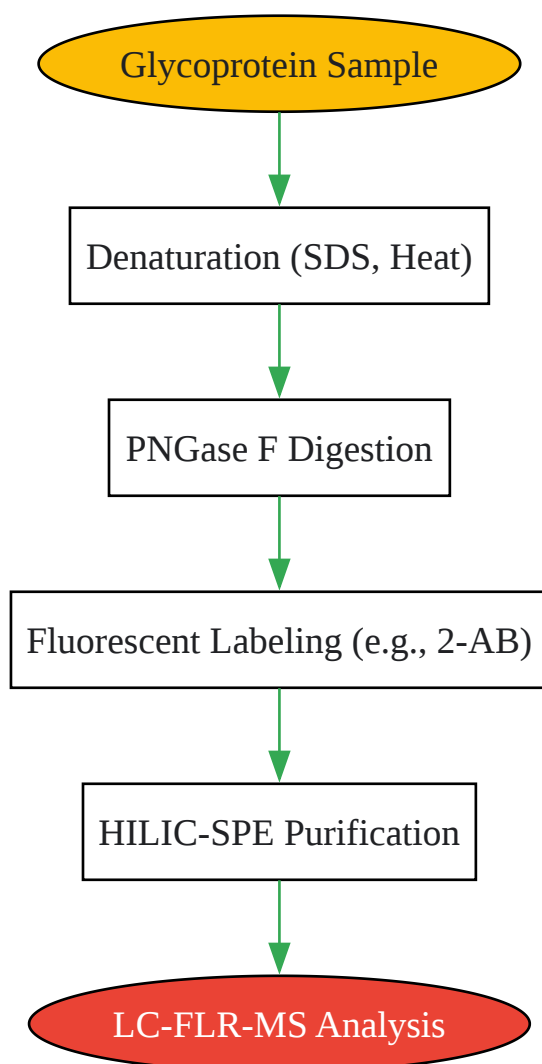 Glycoprotein Sample
Denaturation (SDS, Heat)
PNGase F Digestion
Fluorescent Labeling (e.g., 2-AB)
HILIC-SPE Purification
LC-FLR-MS Analysis